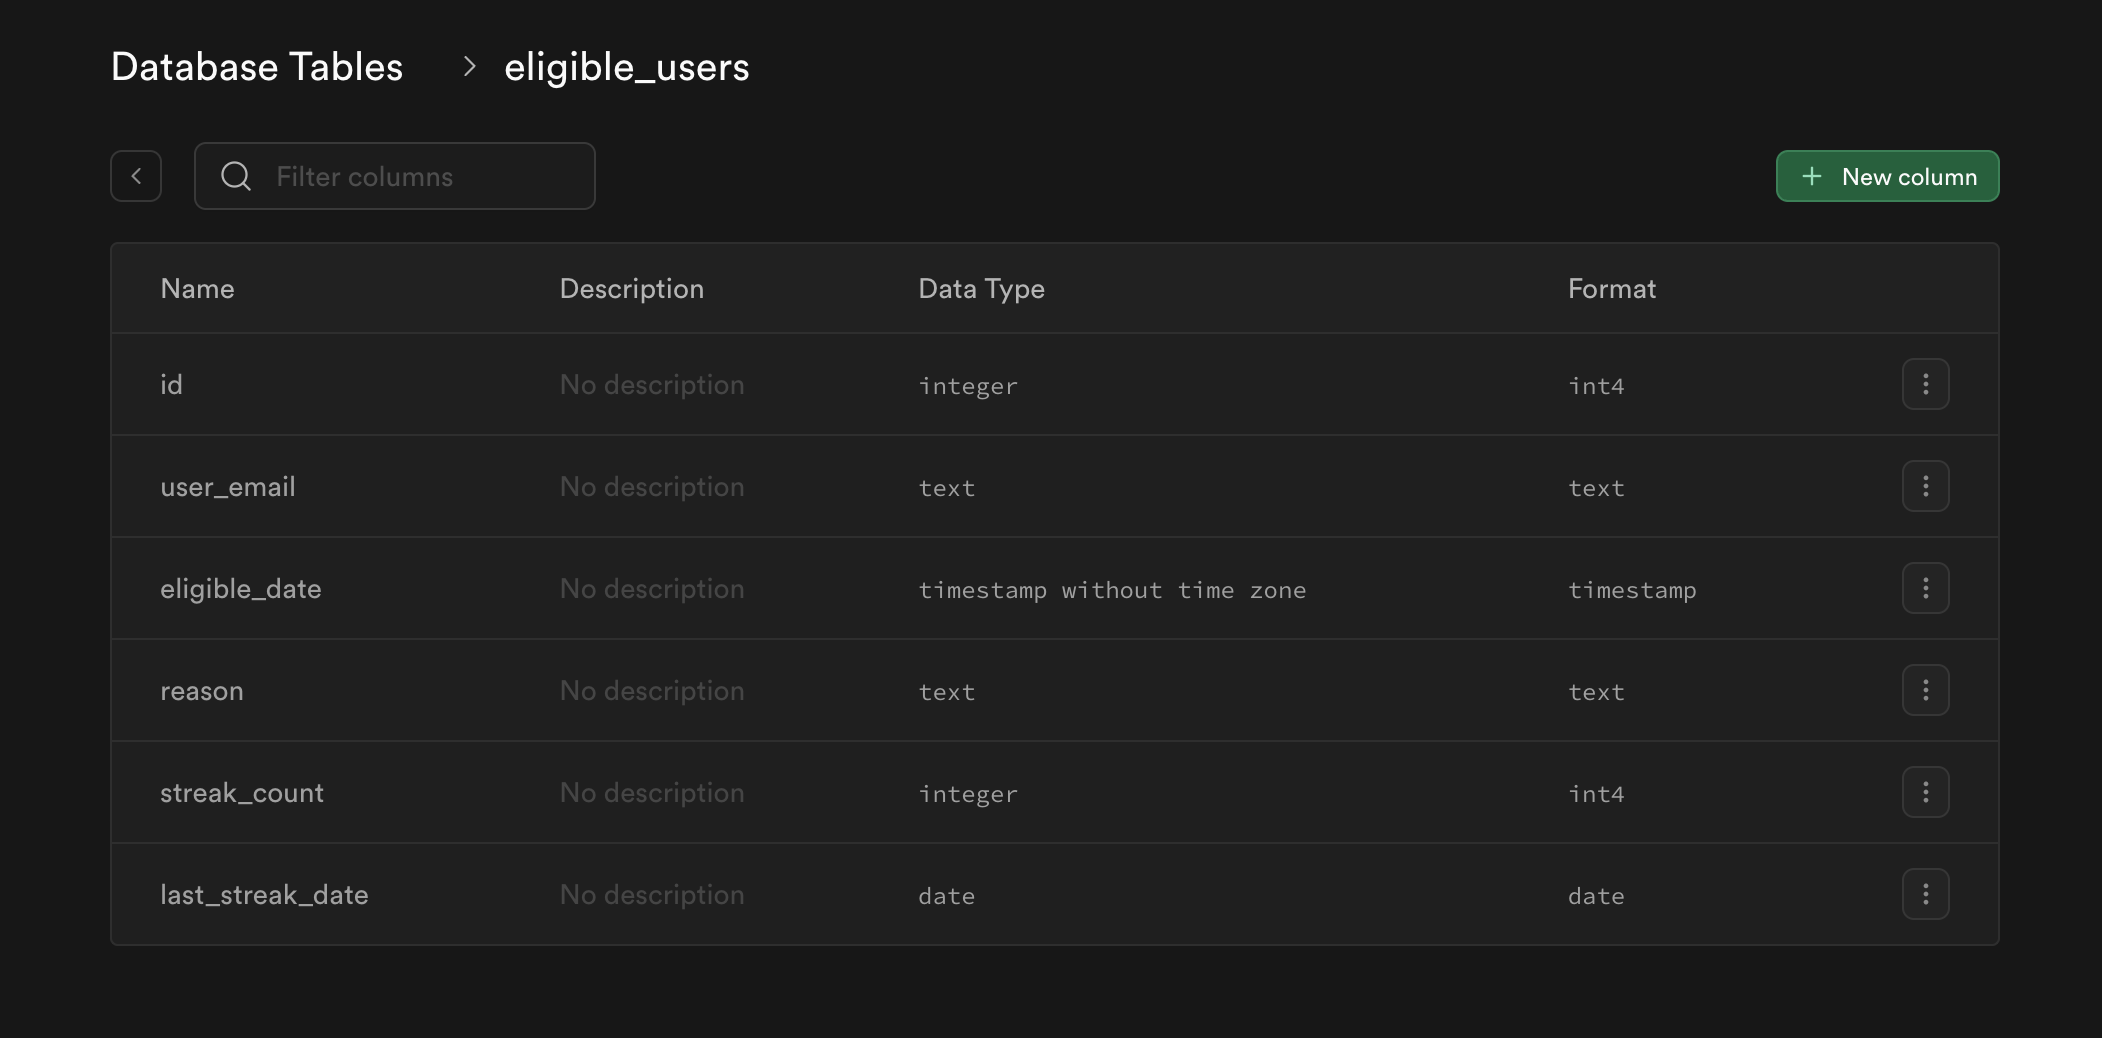 Database Tables > eligible_users
Filter columns
New column
Name Description Data Type Format
id No description integer int4
user_email No description text text
eligible_date No description timestamp without time zone timestamp
reason No description text text
streak_count No description integer int4
last_streak_date No description date date